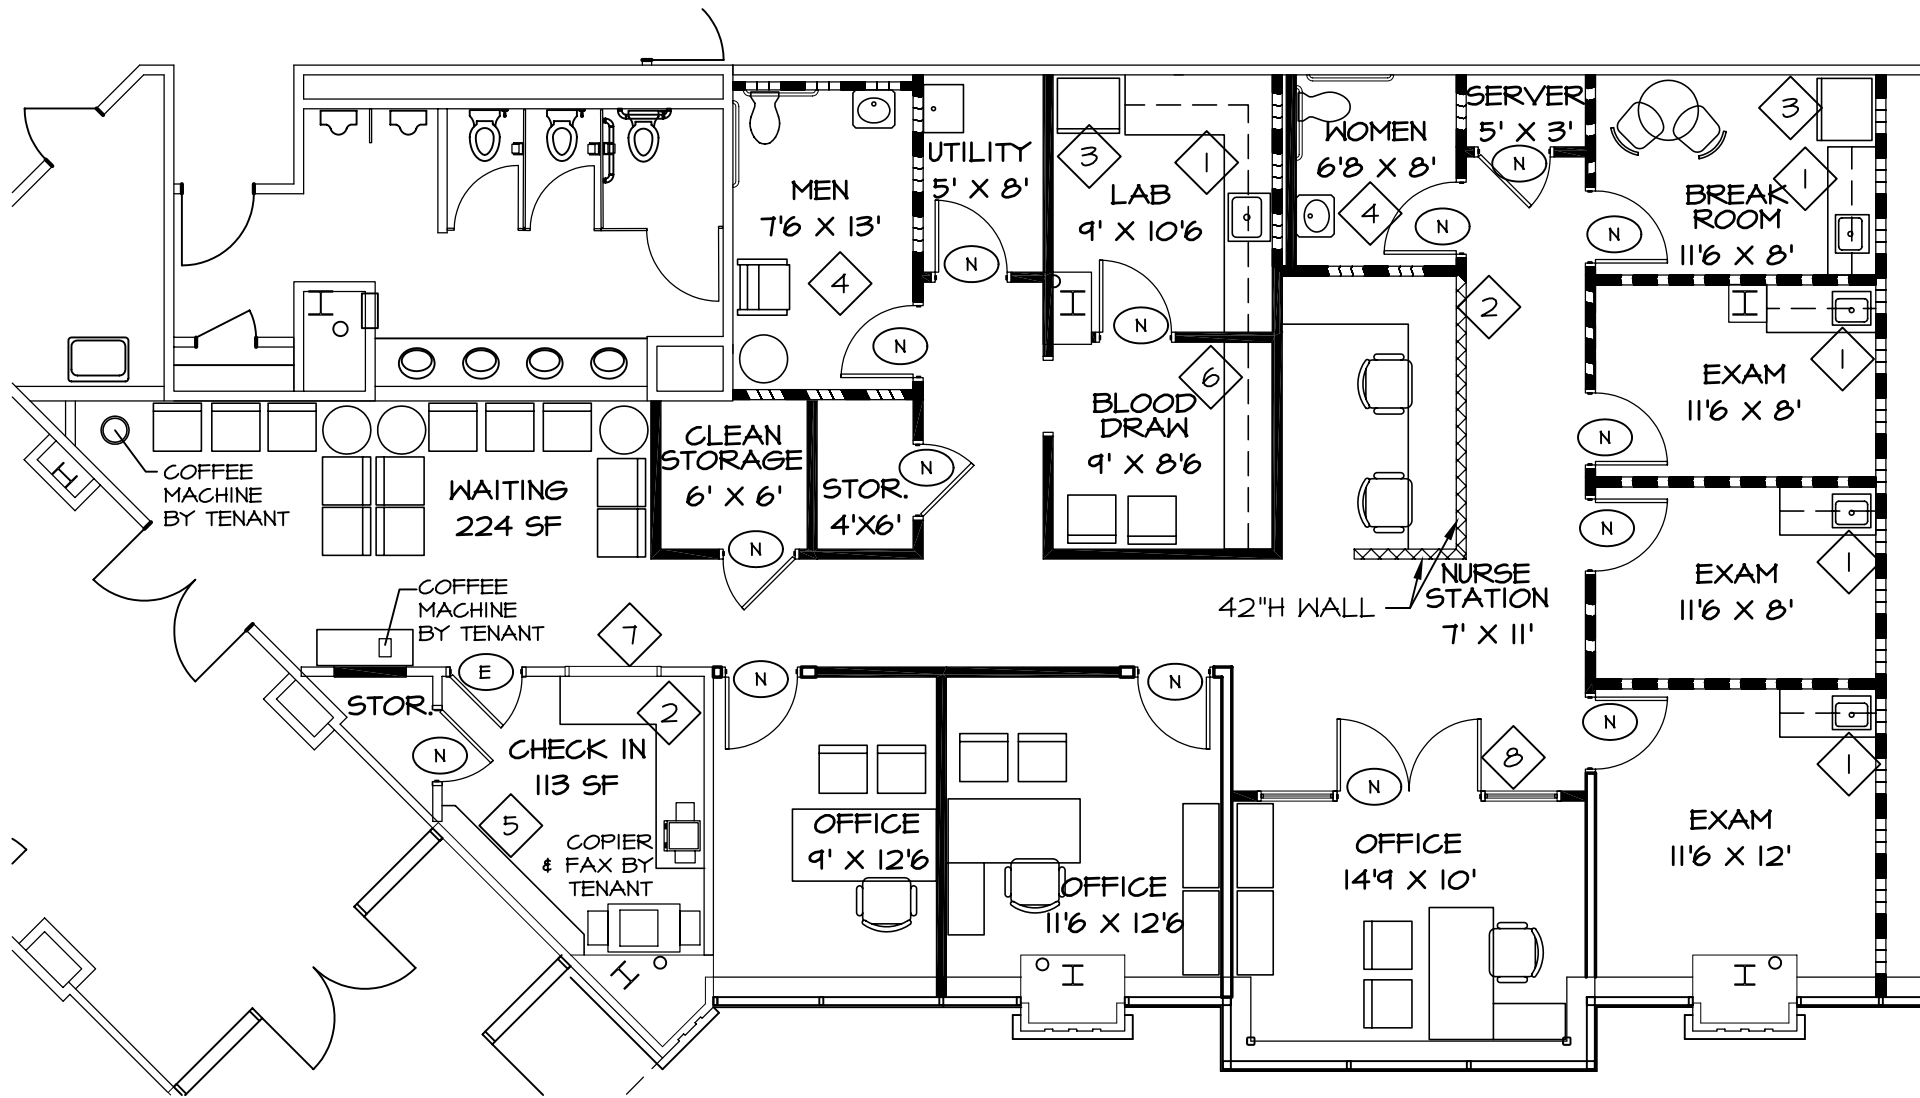 MEN
7'6 X 13'
4
N
UTILITY
5' X 8'
N
3
1
LAB
9' X 10'6
N
WOMEN
6'8 X 8'
4
N
SERVER
5' X 3'
N
3
1
BREAK
ROOM
11'6 X 8'
N
2
6
BLOOD
DRAW
9' X 8'6
EXAM
11'6 X 8'
1
N
COFFEE
MACHINE
BY TENANT
WAITING
224 SF
CLEAN
STORAGE
6' X 6'
N
STOR.
4'X6'
N
EXAM
11'6 X 8'
1
N
42"H WALL
NURSE
STATION
7' X 11'
COFFEE
MACHINE
BY TENANT
7
E
STOR.
N
2
CHECK IN
113 SF
5
COPIER
& FAX BY
TENANT
N
OFFICE
9' X 12'6
N
OFFICE
11'6 X 12'6
N
8
OFFICE
14'9 X 10'
N
1
EXAM
11'6 X 12'
H
H
H
H
H
H
H